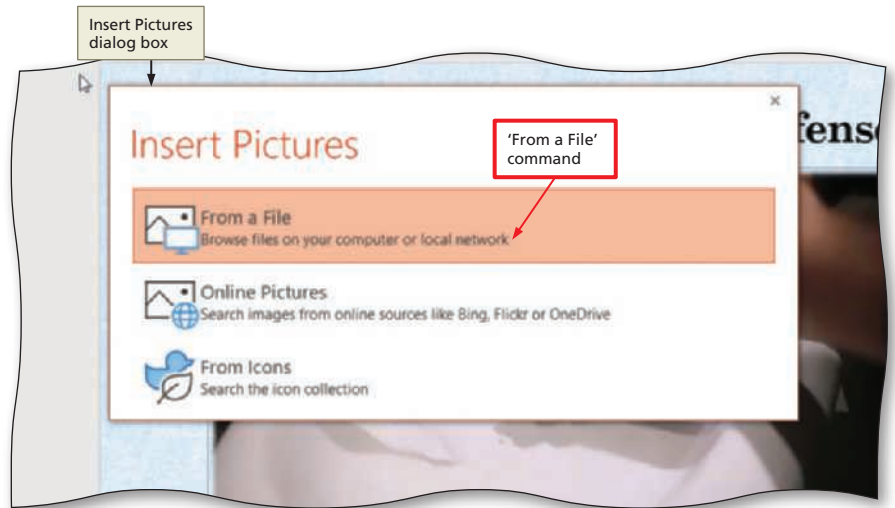 Insert Pictures
dialog box
Insert Pictures
'From a File'
command
×
fens
From a File
Browse files on your computer or local network
Online Pictures
Search images from online sources like Bing, Flickr or OneDrive
From Icons
Search the icon collection